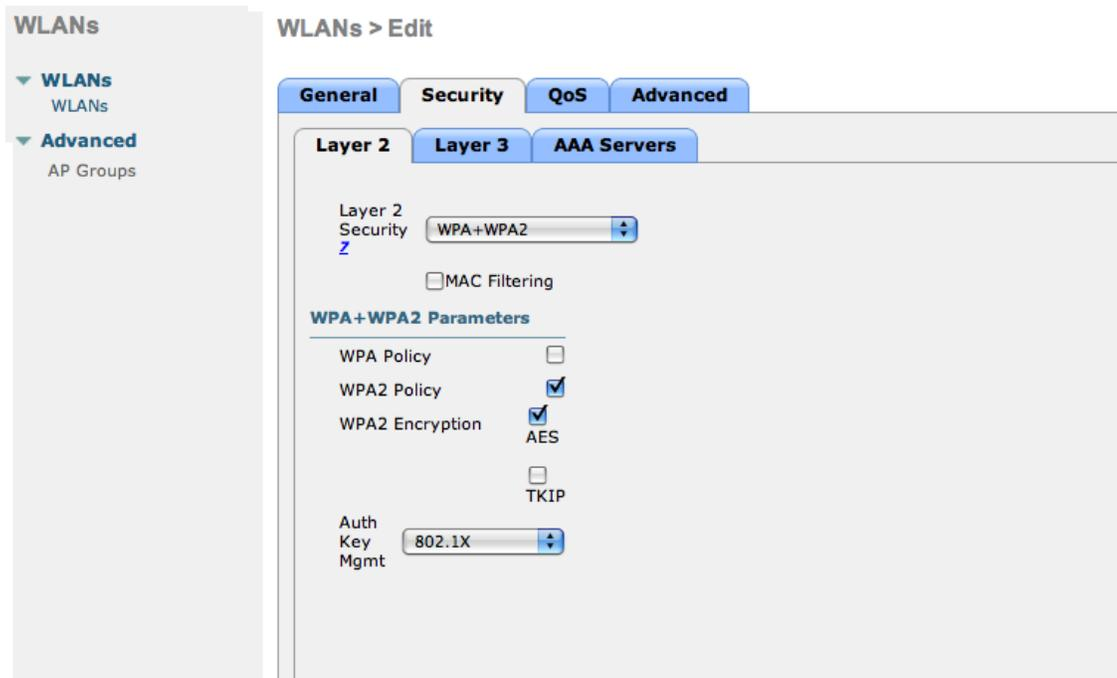 WLANs
WLANs
WLANs
Advanced
AP Groups
WLANs > Edit
General Security QoS Advanced
Layer 2 Layer 3 AAA Servers
Layer 2
Security WPA+WPA2
7
MAC Filtering
WPA+WPA2 Parameters
WPA Policy
WPA2 Policy
WPA2 Encryption
AES
TKIP
Auth
Key 802.1X
Mgmt